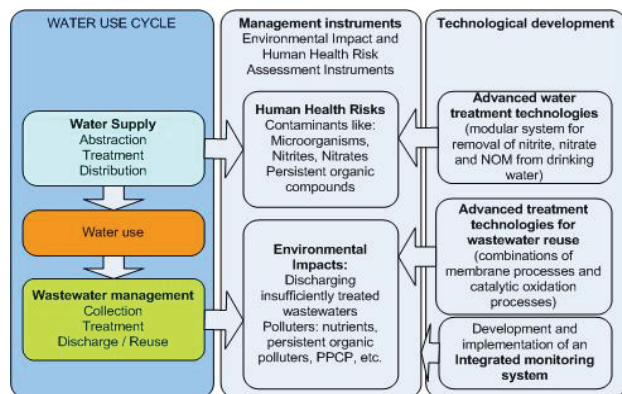 WATER USE CYCLE
Water Supply
Abstraction
Treatment
Distribution
Water use
Wastewater management
Collection
Treatment
Discharge / Reuse
Management instruments
Environmental Impact and
Human Health Risk
Assessment Instruments
Human Health Risks
Contaminants like:
Microorganisms,
Nitrites, Nitrates
Persistent organic
compounds
Environmental
Impacts:
Discharging
insufficiently treated
wastewaters
Polluters: nutrients,
persistent organic
polluters, PPCP, etc.
Technological development
Advanced water
treatment technologies
(modular system for
removal of nitrite, nitrate
and NOM from drinking
water)
Advanced treatment
technologies for
wastewater reuse
(combinations of
membrane processes and
catalytic oxidation
processes)
Development and
implementation of an
Integrated monitoring
system